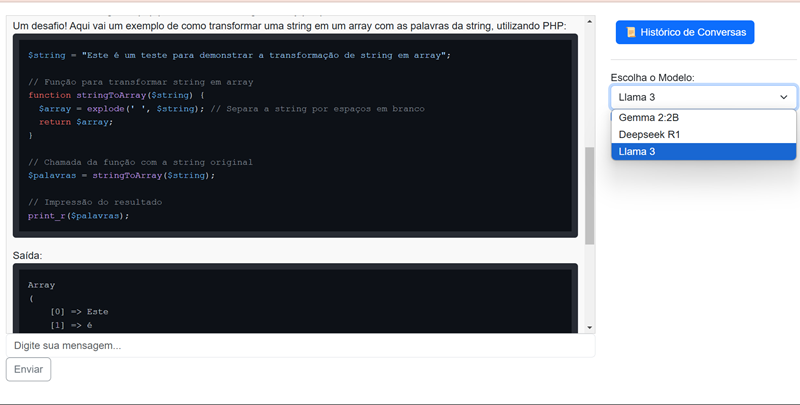 Um desafio! Aqui vai um exemplo de como transformar uma string em um array com as palavras da string, utilizando PHP:
$string = "Este é um teste para demonstrar a transformação de string em array";
// Função para transformar string em array
function stringToArray($string) {
  $array = explode(' ', $string); // Separa a string por espaços em branco
  return $array;
}
// Chamada da função com a string original
$palavras = stringToArray($string);
// Impressão do resultado
print_r($palavras);
Saída:
Array
(
    [0] => Este
    [1] => é
Digite sua mensagem...
Enviar
Histórico de Conversas
Escolha o Modelo:
Llama 3
Gemma 2:2B
Deepseek R1
Llama 3